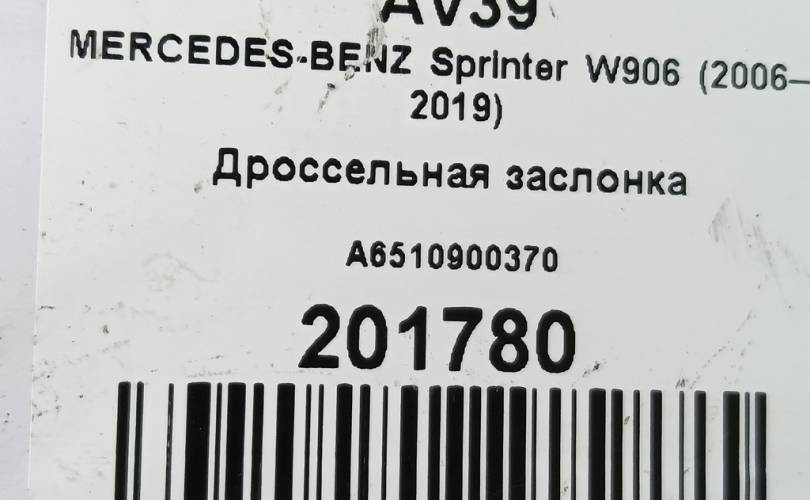 AV39
MERCEDES-BENZ Sprinter W906 (2006–
2019)
Дроссельная заслонка
A6510900370
201780